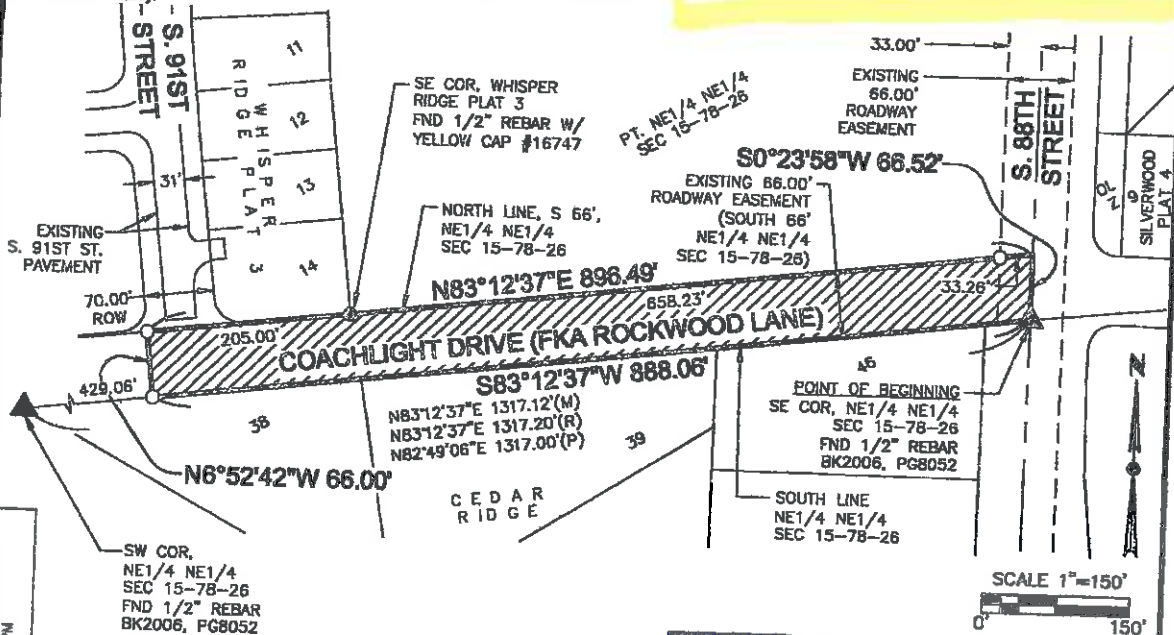 S. 91ST
STREET
11
12
13
14
WHISPER
RIDGE PLAT
3
31'
EXISTING
S. 91ST ST.
PAVEMENT
70.00'
ROW
SE COR, WHISPER
RIDGE PLAT 3
FND 1/2" REBAR W/
YELLOW CAP #16747
PT. NE1/4 NE1/4
SEC 15-78-26
33.00'
EXISTING
66.00'
ROADWAY
EASEMENT
S. 88TH
STREET
OL
Z
SILVERWOOD
PLAT 4
S0°23'58"W 66.52'
EXISTING 66.00'
ROADWAY EASEMENT
(SOUTH 66'
NE1/4 NE1/4
SEC 15-78-26)
NORTH LINE, S 66',
NE1/4 NE1/4
SEC 15-78-26
N83°12'37"E 896.49'
658.23'
33.26'
205.00'
COACHLIGHT DRIVE (FKA ROCKWOOD LANE)
S83°12'37"W 888.06'
429.06'
38
N83°12'37"E 1317.12'(M)
N83°12'37"E 1317.20'(R)
N82°49'06"E 1317.00'(P)
39
46
POINT OF BEGINNING
SE COR, NE1/4 NE1/4
SEC 15-78-26
FND 1/2" REBAR
BK2006, PG8052
N6°52'42"W 66.00'
CEDAR
RIDGE
SOUTH LINE
NE1/4 NE1/4
SEC 15-78-26
SW COR,
NE1/4 NE1/4
SEC 15-78-26
FND 1/2" REBAR
BK2006, PG8052
SCALE 1"=150'
0'
150'
PM